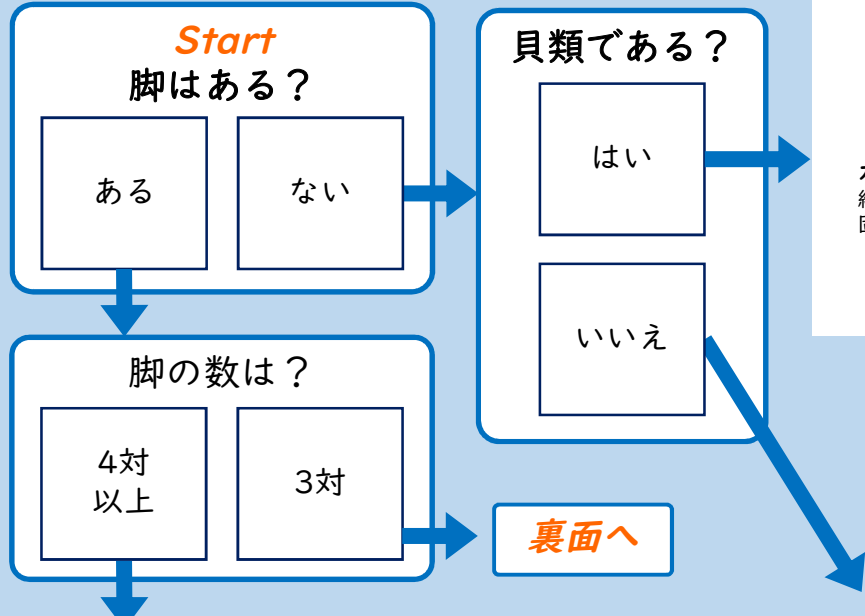 Start
脚はある？
ある
ない
貝類である？
はい
いいえ
脚の数は？
4対
以上
3対
裏面へ